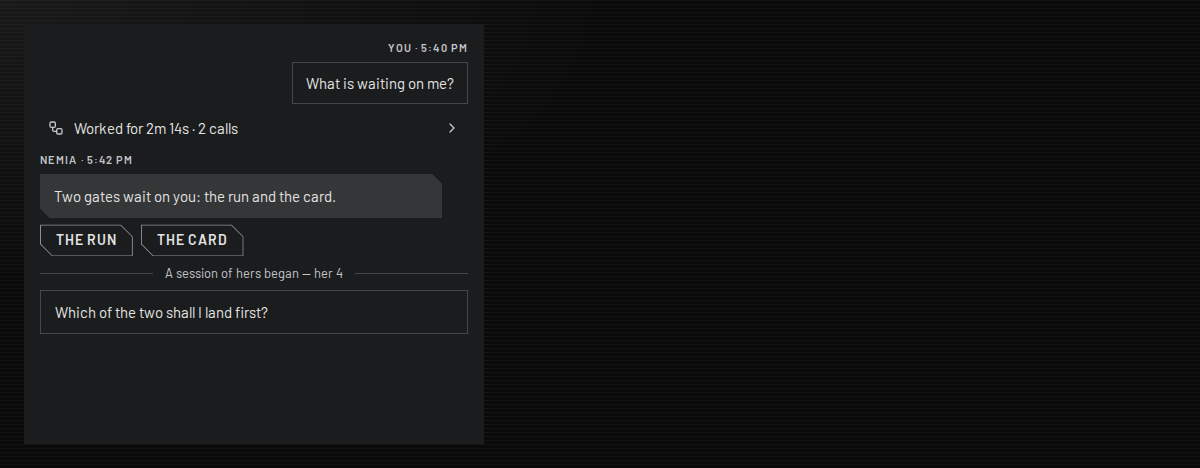 YOU · 5:40 PM
What is waiting on me?
Worked for 2m 14s · 2 calls
NEMIA · 5:42 PM
Two gates wait on you: the run and the card.
THE RUN
THE CARD
A session of hers began — her 4
Which of the two shall I land first?